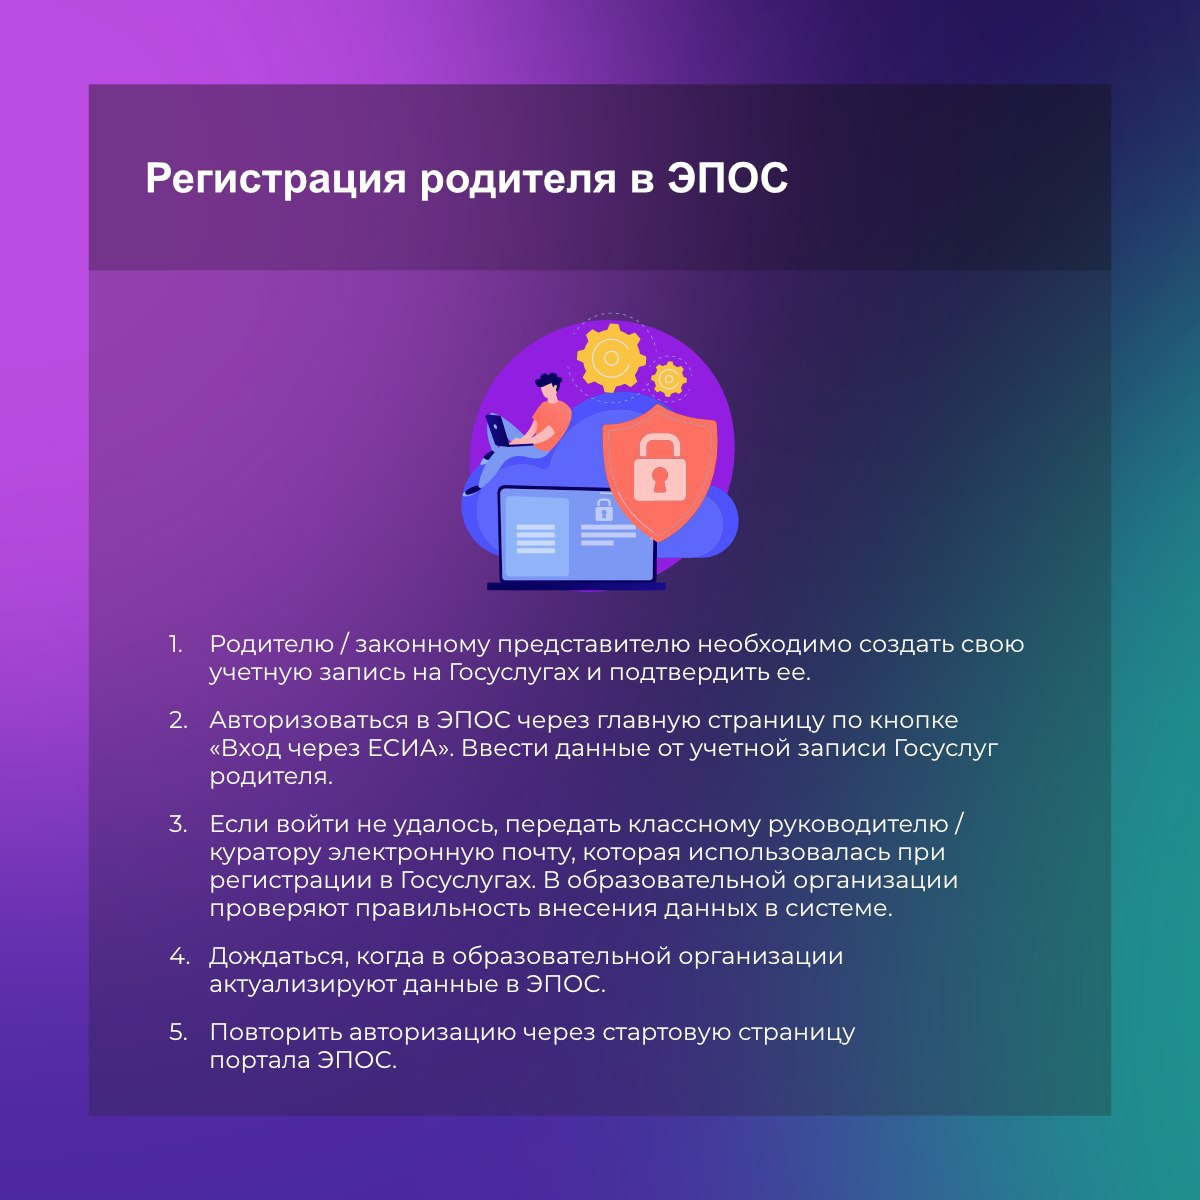 Регистрация родителя в ЭПОС
1. Родителю / законному представителю необходимо создать свою
учетную запись на Госуслугах и подтвердить ее.
2. Авторизоваться в ЭПОС через главную страницу по кнопке
«Вход через ЕСИА». Ввести данные от учетной записи Госуслуг
родителя.
3. Если войти не удалось, передать классному руководителю /
куратору электронную почту, которая использовалась при
регистрации в Госуслугах. В образовательной организации
проверяют правильность внесения данных в системе.
4. Дождаться, когда в образовательной организации
актуализируют данные в ЭПОС.
5. Повторить авторизацию через стартовую страницу
портала ЭПОС.